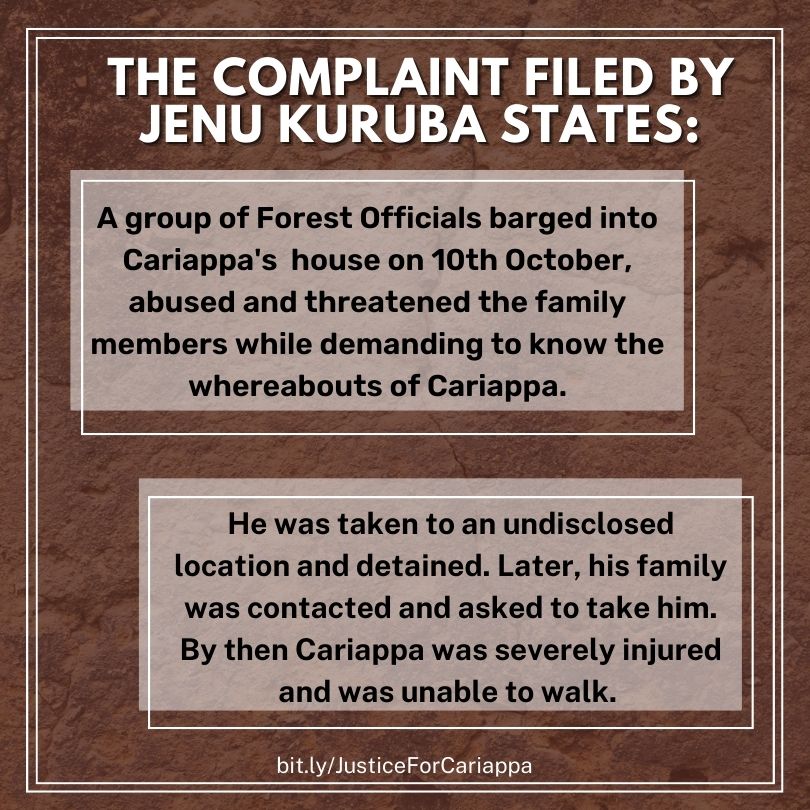 THE COMPLAINT FILED BY
JENU KURUBA STATES:
A group of Forest Officials barged into
Cariappa's house on 10th October,
abused and threatened the family
members while demanding to know the
whereabouts of Cariappa.
He was taken to an undisclosed
location and detained. Later, his family
was contacted and asked to take him.
By then Cariappa was severely injured
and was unable to walk.
bit.ly/JusticeForCariappa